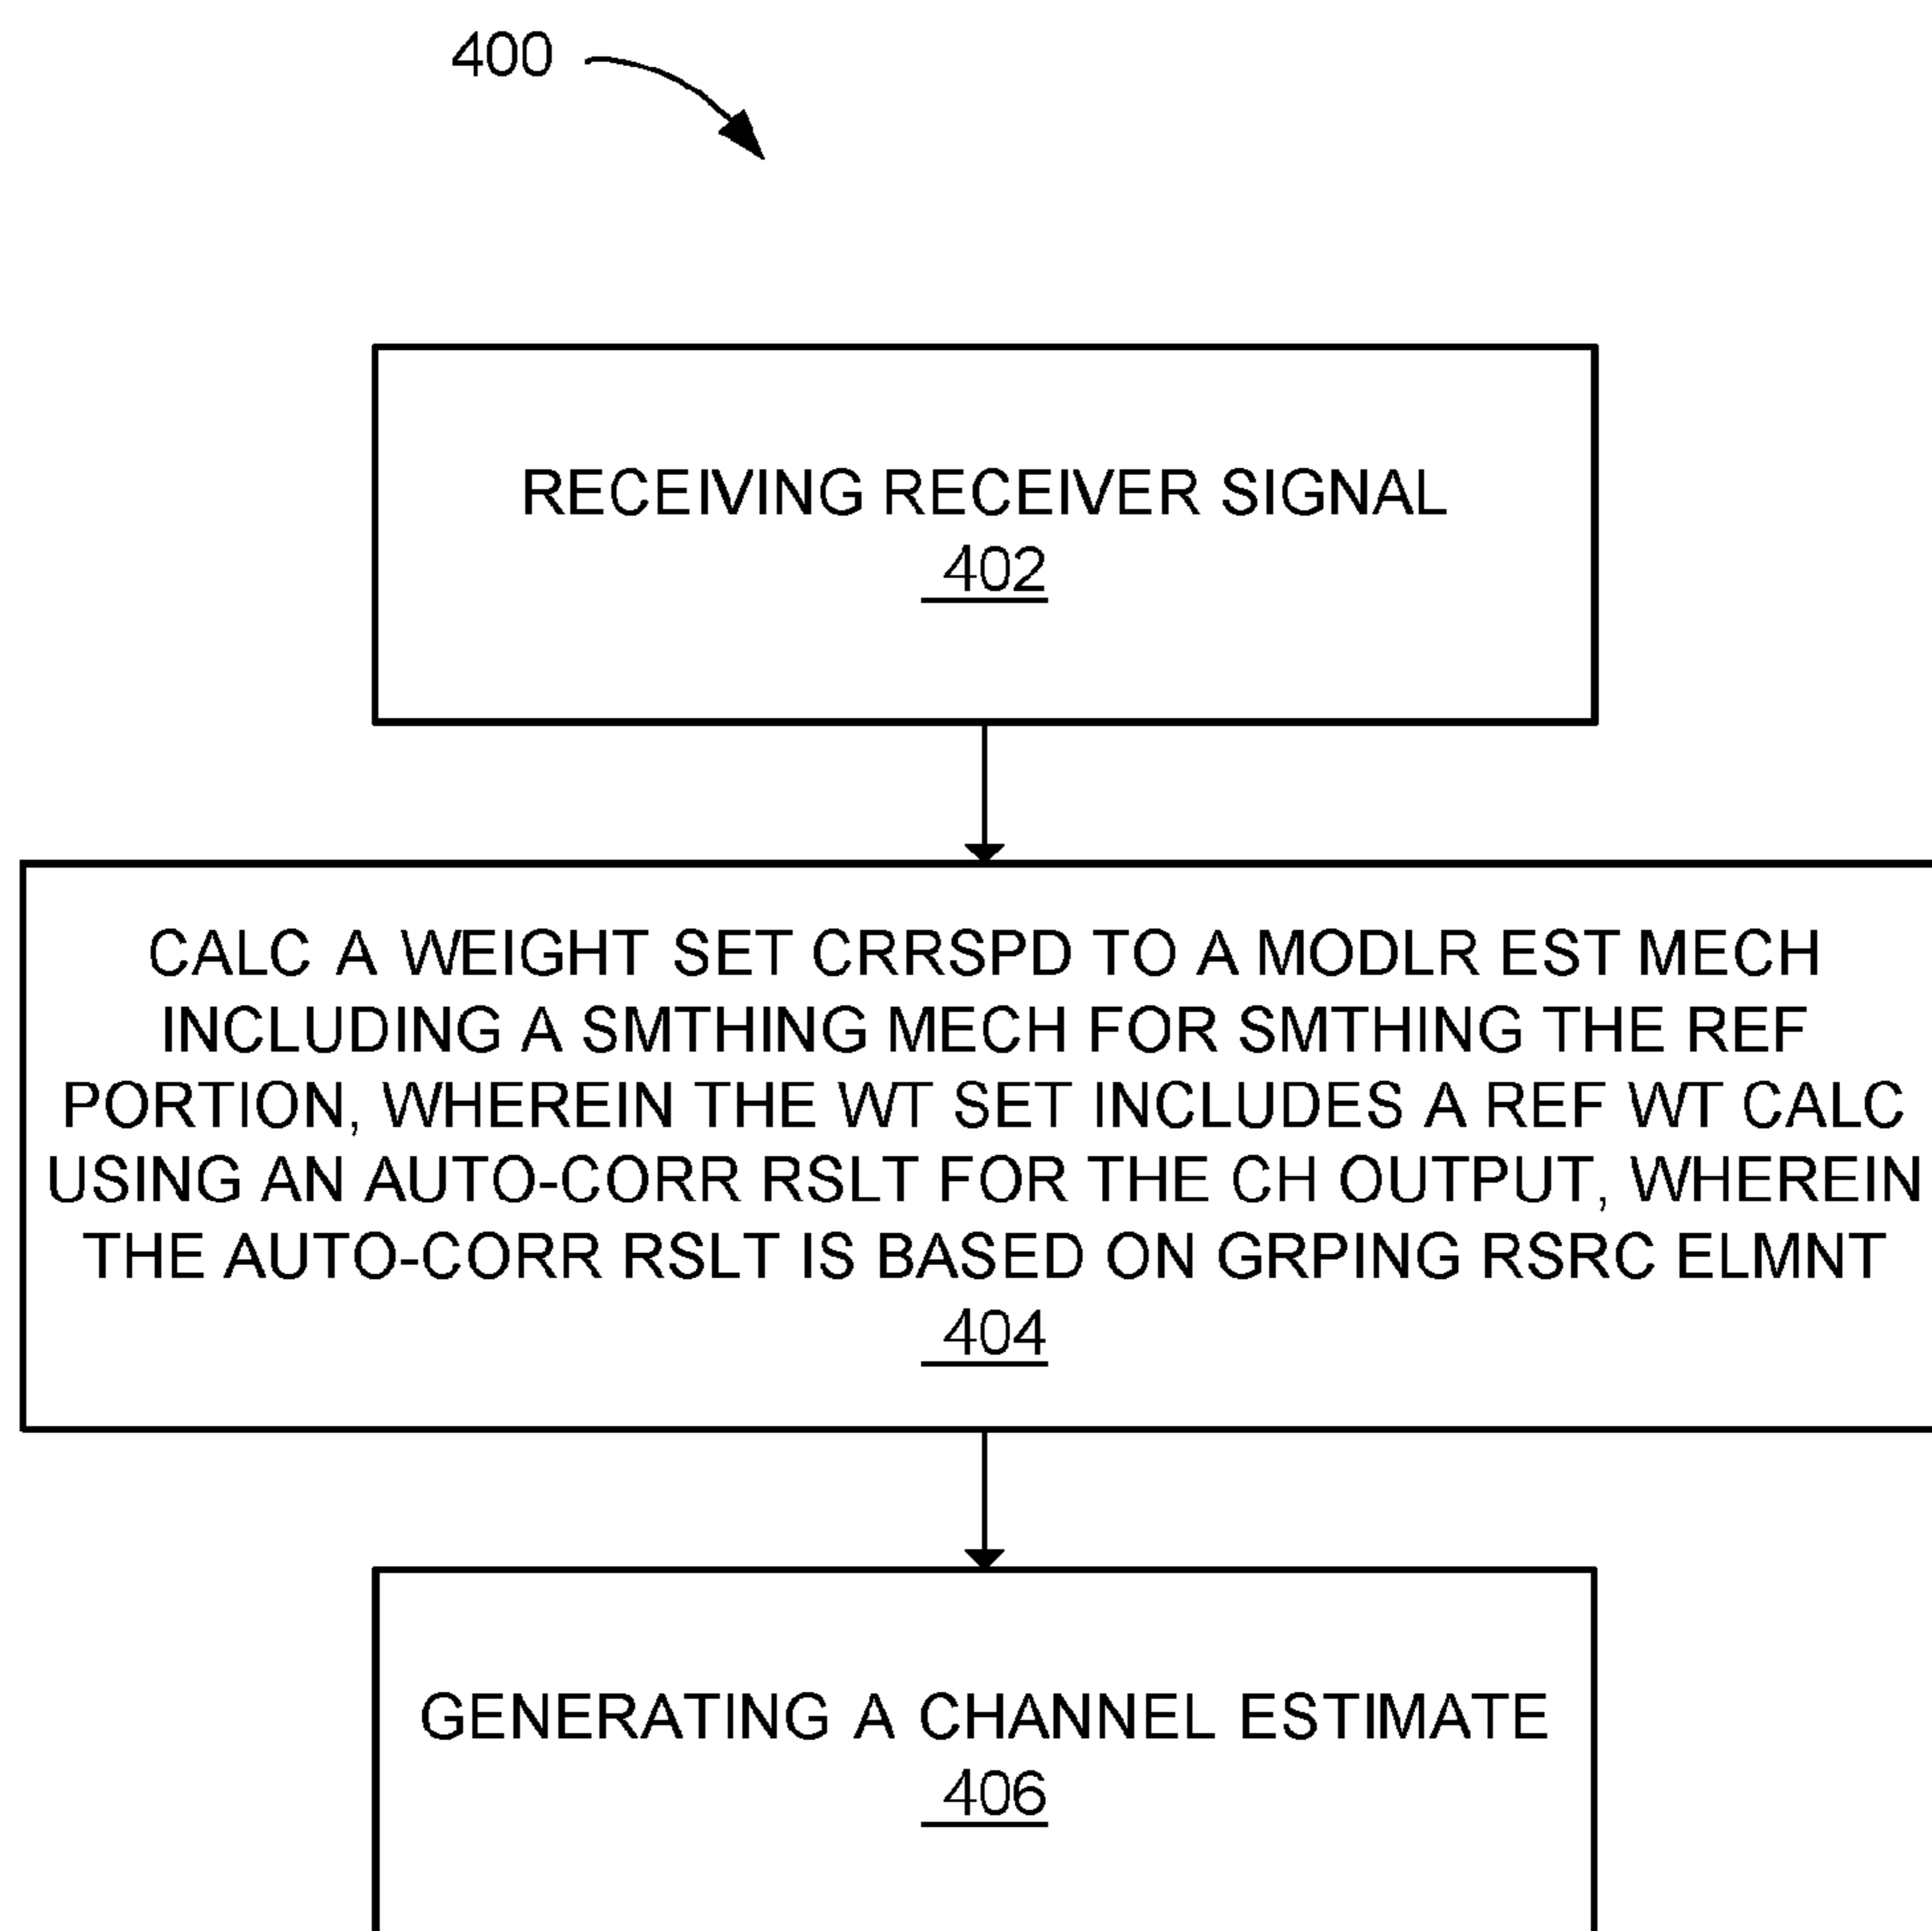 400
RECEIVING RECEIVER SIGNAL
402
CALC A WEIGHT SET CRRSPD TO A MODLR EST MECH
INCLUDING A SMTHING MECH FOR SMTHING THE REF
PORTION, WHEREIN THE WT SET INCLUDES A REF WT CALC
USING AN AUTO-CORR RSLT FOR THE CH OUTPUT, WHEREIN
THE AUTO-CORR RSLT IS BASED ON GRPING RSRC ELMNT
404
GENERATING A CHANNEL ESTIMATE
406